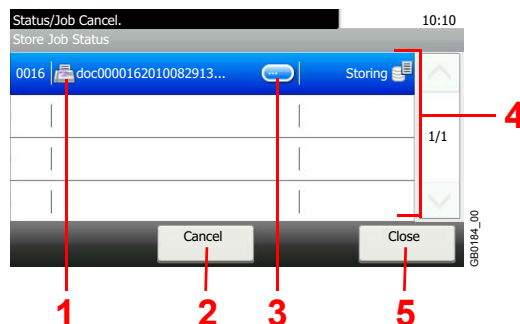 Status/Job Cancel. 10:10
Store Job Status
0016 doc0000162010082913... ... Storing
4
1/1
Cancel Close
GB0184_00
1 2 3 5